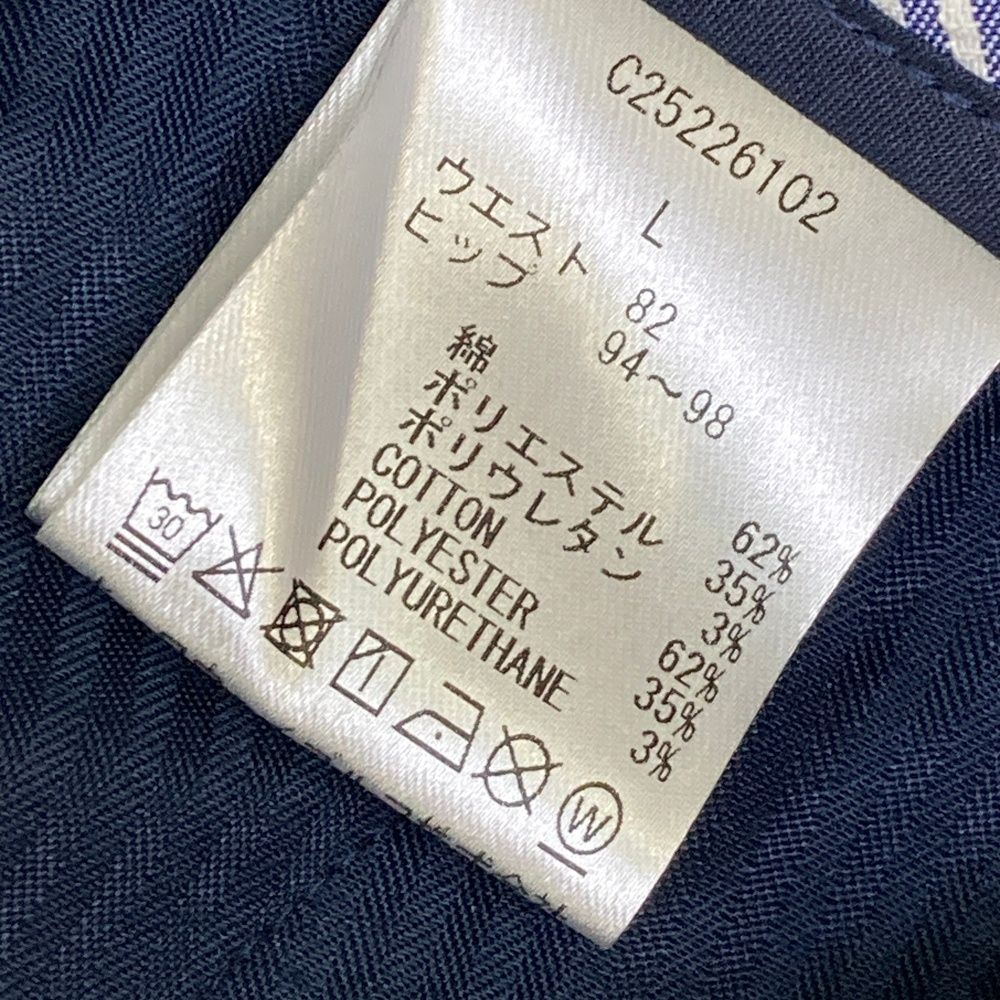 C25226102
L
ウエスト 82
ヒップ 94～98
綿 62%
ポリエステル 35%
ポリウレタン 3%
COTTON 62%
POLYESTER 35%
POLYURETHANE 3%
30
W